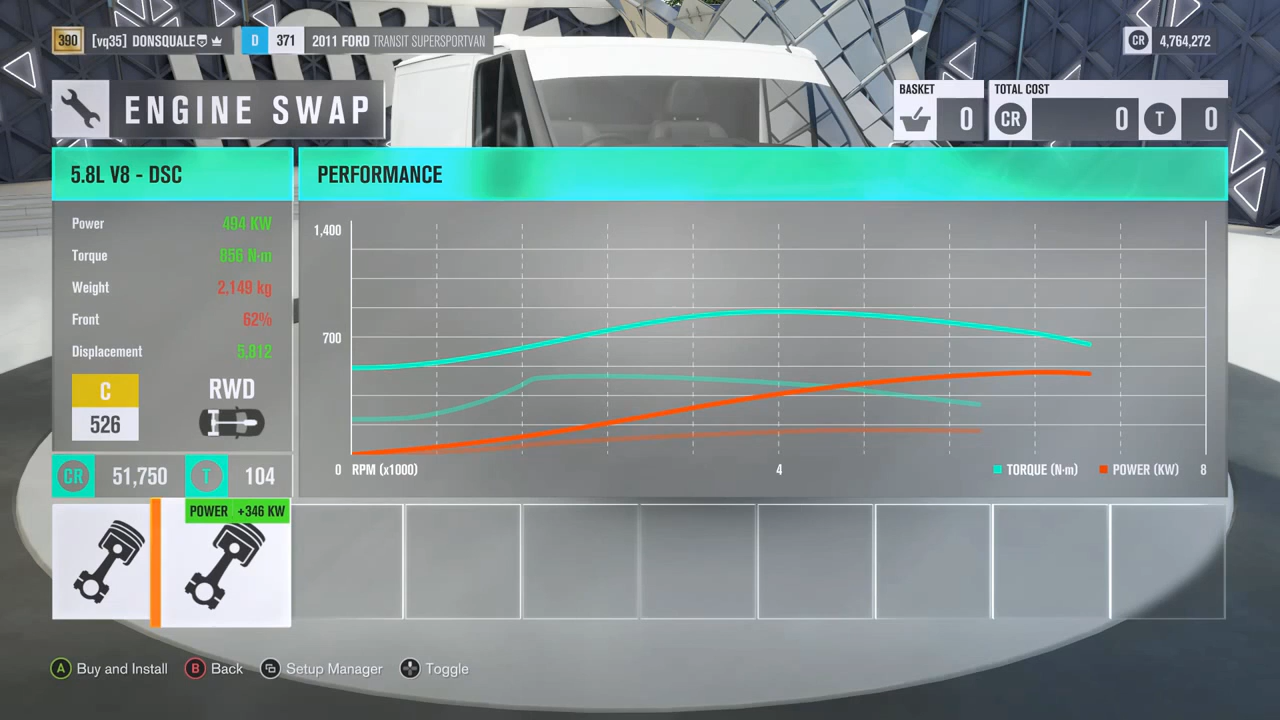 390 [vq35] DONSQUALE D 371 2011 FORD TRANSIT SUPERSPORTVAN
CR 4,764,272
ENGINE SWAP
BASKET 0
TOTAL COST CR 0 T 0
5.8L V8 - DSC
Power 494 KW
Torque 856 N·m
Weight 2,149 kg
Front 62%
Displacement 5,812
C
526
RWD
CR 51,750 T 104
PERFORMANCE
1,400
700
0 RPM (x1000) 4 TORQUE (N·m) POWER (KW) 8
POWER +346 KW
A Buy and Install B Back Setup Manager Toggle